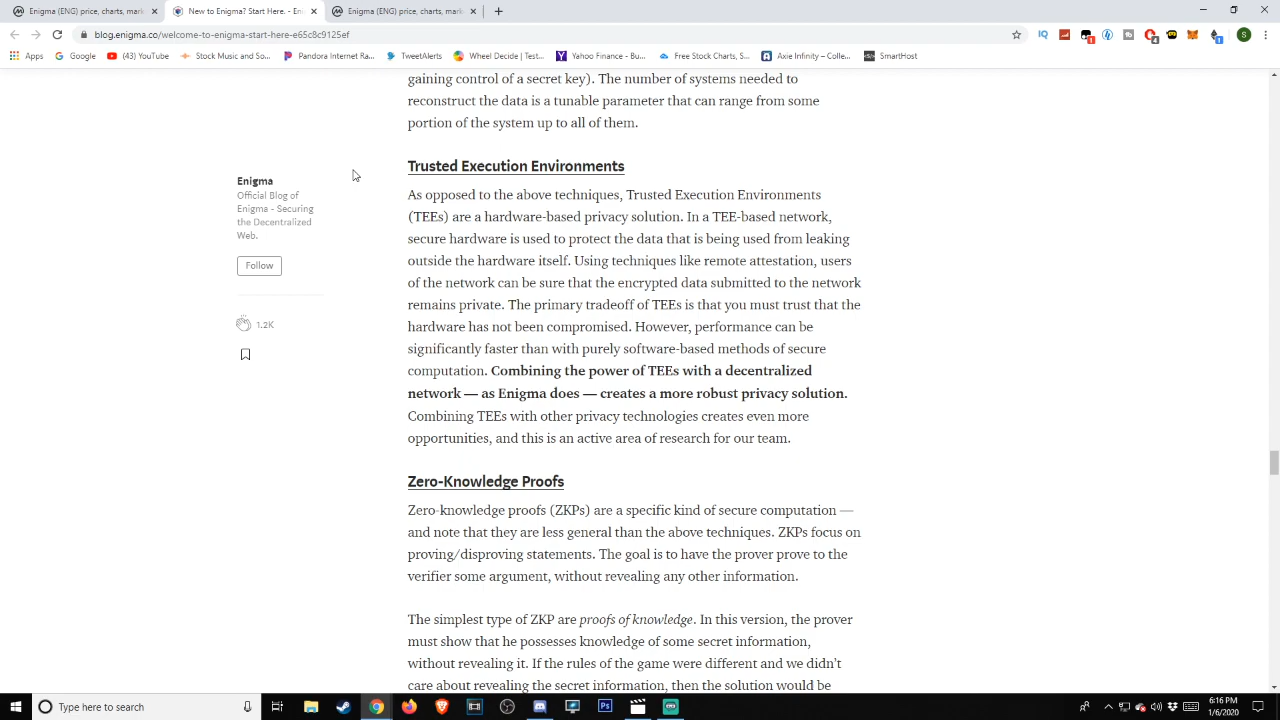 Enigma (ENG) price, charts, mark
New to Enigma? Start Here. - Eni
Enigma (ENG) price, charts, mark
blog.enigma.co/welcome-to-enigma-start-here-e65c8c9125ef
Apps
Google
(43) YouTube
Stock Music and So...
Pandora Internet Ra...
TweetAlerts
Wheel Decide | Test...
Yahoo Finance - Bu...
Free Stock Charts, S...
Axie Infinity – Colle...
SmartHost
gaining control of a secret key). The number of systems needed to
reconstruct the data is a tunable parameter that can range from some
portion of the system up to all of them.
Trusted Execution Environments
As opposed to the above techniques, Trusted Execution Environments
(TEEs) are a hardware-based privacy solution. In a TEE-based network,
secure hardware is used to protect the data that is being used from leaking
outside the hardware itself. Using techniques like remote attestation, users
of the network can be sure that the encrypted data submitted to the network
remains private. The primary tradeoff of TEEs is that you must trust that the
hardware has not been compromised. However, performance can be
significantly faster than with purely software-based methods of secure
computation. Combining the power of TEEs with a decentralized
network — as Enigma does — creates a more robust privacy solution.
Combining TEEs with other privacy technologies creates even more
opportunities, and this is an active area of research for our team.
Enigma
Official Blog of
Enigma - Securing
the Decentralized
Web.
Follow
1.2K
Zero-Knowledge Proofs
Zero-knowledge proofs (ZKPs) are a specific kind of secure computation —
and note that they are less general than the above techniques. ZKPs focus on
proving/disproving statements. The goal is to have the prover prove to the
verifier some argument, without revealing any other information.
The simplest type of ZKP are proofs of knowledge. In this version, the prover
must show that he possesses knowledge of some secret information,
without revealing it. If the rules of the game were different and we didn’t
care about revealing the secret information, then the solution would be
Type here to search
6:16 PM
1/6/2020